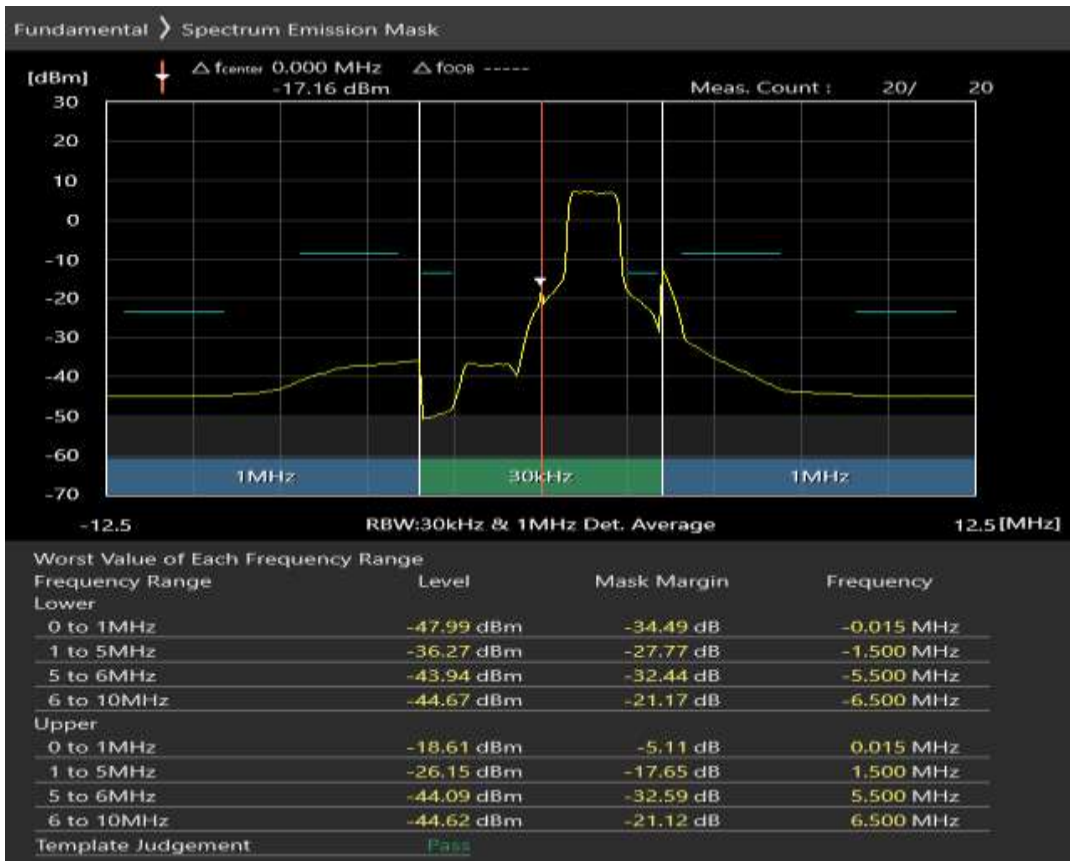 Fundamental ❭ Spectrum Emission Mask
[dBm] △ fcenter 0.000 MHz △ fOOB -----
-17.16 dBm Meas. Count : 20/ 20
30
20
10
0
-10
-20
-30
-40
-50
-60
-70
1MHz 30kHz 1MHz
-12.5 RBW:30kHz & 1MHz Det. Average 12.5 [MHz]
Worst Value of Each Frequency Range
Frequency Range Level Mask Margin Frequency
Lower
0 to 1MHz -47.99 dBm -34.49 dB -0.015 MHz
1 to 5MHz -36.27 dBm -27.77 dB -1.500 MHz
5 to 6MHz -43.94 dBm -32.44 dB -5.500 MHz
6 to 10MHz -44.67 dBm -21.17 dB -6.500 MHz
Upper
0 to 1MHz -18.61 dBm -5.11 dB 0.015 MHz
1 to 5MHz -26.15 dBm -17.65 dB 1.500 MHz
5 to 6MHz -44.09 dBm -32.59 dB 5.500 MHz
6 to 10MHz -44.62 dBm -21.12 dB 6.500 MHz
Template Judgement Pass